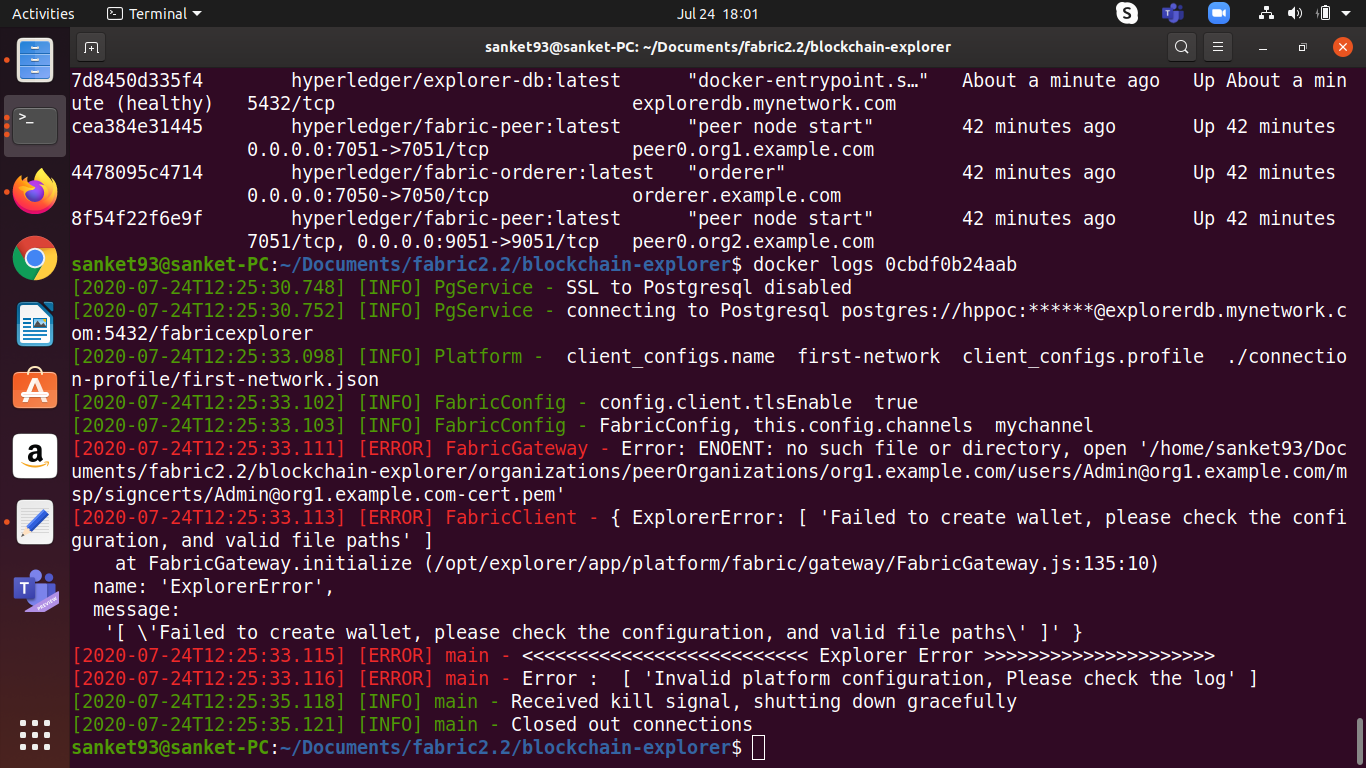 Activities
Terminal
Jul 24 18:01
S
T
sanket93@sanket-PC: ~/Documents/fabric2.2/blockchain-explorer
7d8450d335f4 hyperledger/explorer-db:latest "docker-entrypoint.s…" About a minute ago Up About a min
ute (healthy) 5432/tcp explorerdb.mynetwork.com
cea384e31445 hyperledger/fabric-peer:latest "peer node start" 42 minutes ago Up 42 minutes
0.0.0.0:7051->7051/tcp peer0.org1.example.com
4478095c4714 hyperledger/fabric-orderer:latest "orderer" 42 minutes ago Up 42 minutes
0.0.0.0:7050->7050/tcp orderer.example.com
8f54f22f6e9f hyperledger/fabric-peer:latest "peer node start" 42 minutes ago Up 42 minutes
7051/tcp, 0.0.0.0:9051->9051/tcp peer0.org2.example.com
sanket93@sanket-PC:~/Documents/fabric2.2/blockchain-explorer$ docker logs 0cbdf0b24aab
[2020-07-24T12:25:30.748] [INFO] PgService - SSL to Postgresql disabled
[2020-07-24T12:25:30.752] [INFO] PgService - connecting to Postgresql postgres://hppoc:******@explorerdb.mynetwork.c
om:5432/fabricexplorer
[2020-07-24T12:25:33.098] [INFO] Platform - client_configs.name first-network client_configs.profile ./connectio
n-profile/first-network.json
[2020-07-24T12:25:33.102] [INFO] FabricConfig - config.client.tlsEnable true
[2020-07-24T12:25:33.103] [INFO] FabricConfig - FabricConfig, this.config.channels mychannel
[2020-07-24T12:25:33.111] [ERROR] FabricGateway - Error: ENOENT: no such file or directory, open '/home/sanket93/Doc
uments/fabric2.2/blockchain-explorer/organizations/peerOrganizations/org1.example.com/users/Admin@org1.example.com/m
sp/signcerts/Admin@org1.example.com-cert.pem'
[2020-07-24T12:25:33.113] [ERROR] FabricClient - { ExplorerError: [ 'Failed to create wallet, please check the confi
guration, and valid file paths' ]
at FabricGateway.initialize (/opt/explorer/app/platform/fabric/gateway/FabricGateway.js:135:10)
name: 'ExplorerError',
message:
'[ \'Failed to create wallet, please check the configuration, and valid file paths\' ]' }
[2020-07-24T12:25:33.115] [ERROR] main - <<<<<<<<<<<<<<<<<<<<<<<<<< Explorer Error >>>>>>>>>>>>>>>>>>>>>
[2020-07-24T12:25:33.116] [ERROR] main - Error : [ 'Invalid platform configuration, Please check the log' ]
[2020-07-24T12:25:35.118] [INFO] main - Received kill signal, shutting down gracefully
[2020-07-24T12:25:35.121] [INFO] main - Closed out connections
sanket93@sanket-PC:~/Documents/fabric2.2/blockchain-explorer$
>_
A
a
T
PREVIEW